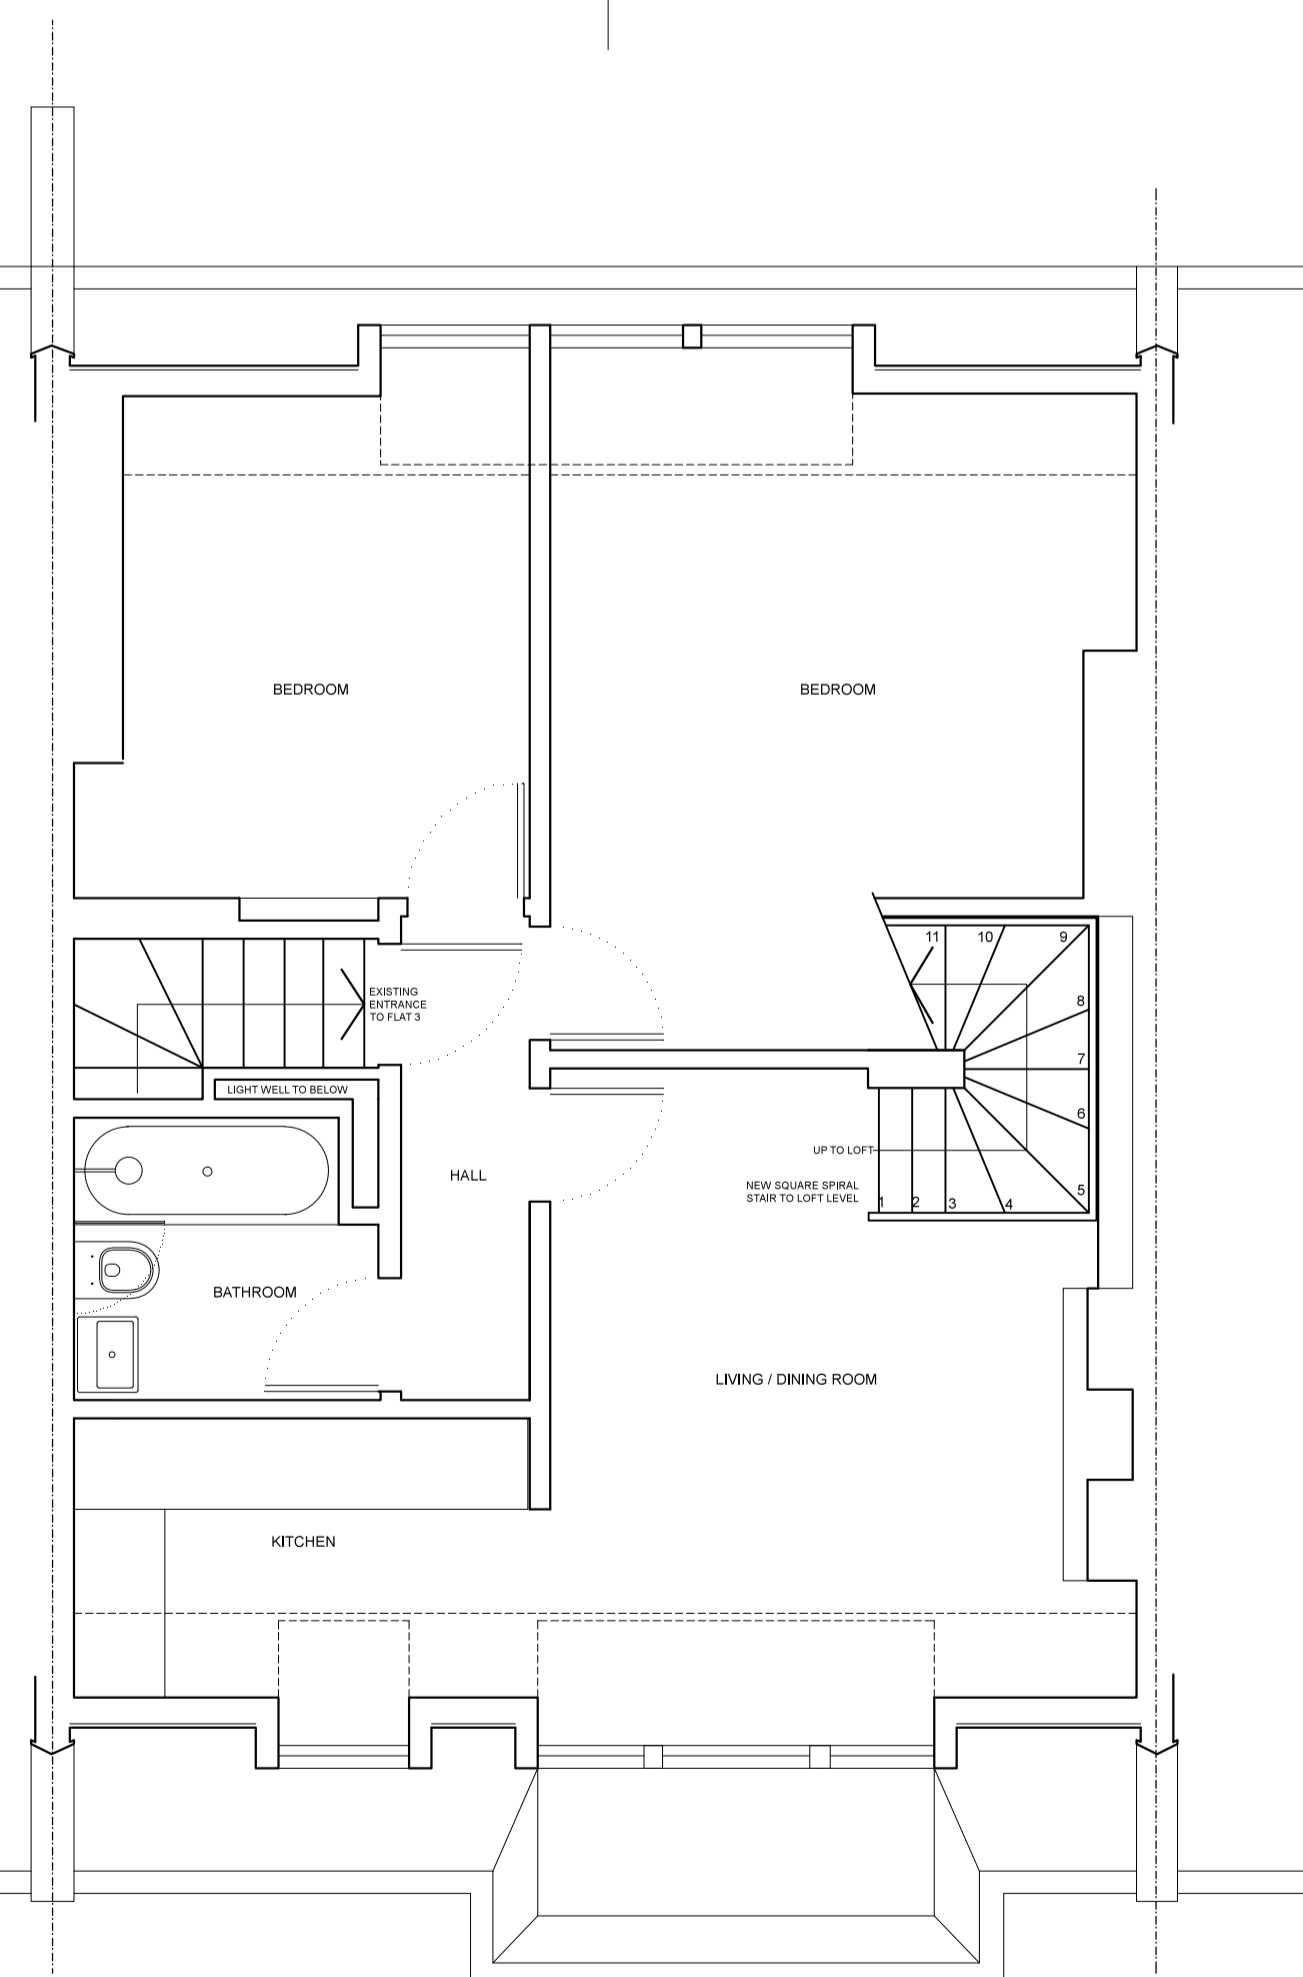 BEDROOM
BEDROOM
11
10
9
8
7
6
5
4
3
2
1
EXISTING
ENTRANCE
TO FLAT 3
LIGHT WELL TO BELOW
HALL
UP TO LOFT
NEW SQUARE SPIRAL
STAIR TO LOFT LEVEL
BATHROOM
LIVING / DINING ROOM
KITCHEN